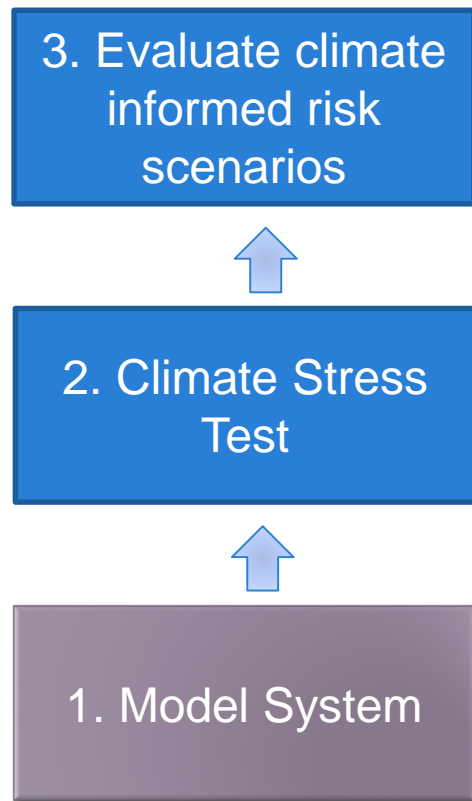 3. Evaluate climate
informed risk
scenarios
2. Climate Stress
Test
1. Model System